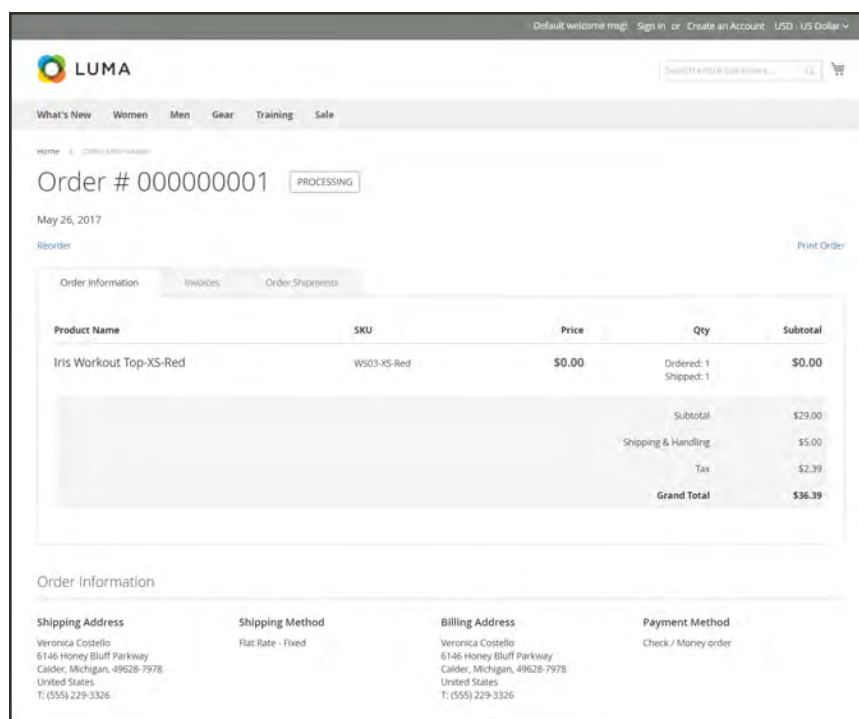 Default welcome msg! Sign In or Create an Account USD - US Dollar
LUMA
Search entire store here...
What's New Women Men Gear Training Sale
Home > Order Information
Order # 000000001 PROCESSING
May 26, 2017
Reorder Print Order
Order Information Invoices Order Shipments
Product Name SKU Price Qty Subtotal
Iris Workout Top-XS-Red WS03-XS-Red $0.00 Ordered: 1 $0.00
Shipped: 1
Subtotal $29.00
Shipping & Handling $5.00
Tax $2.39
Grand Total $36.39
Order Information
Shipping Address Shipping Method Billing Address Payment Method
Veronica Costello Flat Rate - Fixed Veronica Costello Check / Money order
6146 Honey Bluff Parkway 6146 Honey Bluff Parkway
Calder, Michigan, 49628-7978 Calder, Michigan, 49628-7978
United States United States
T: (555) 229-3326 T: (555) 229-3326